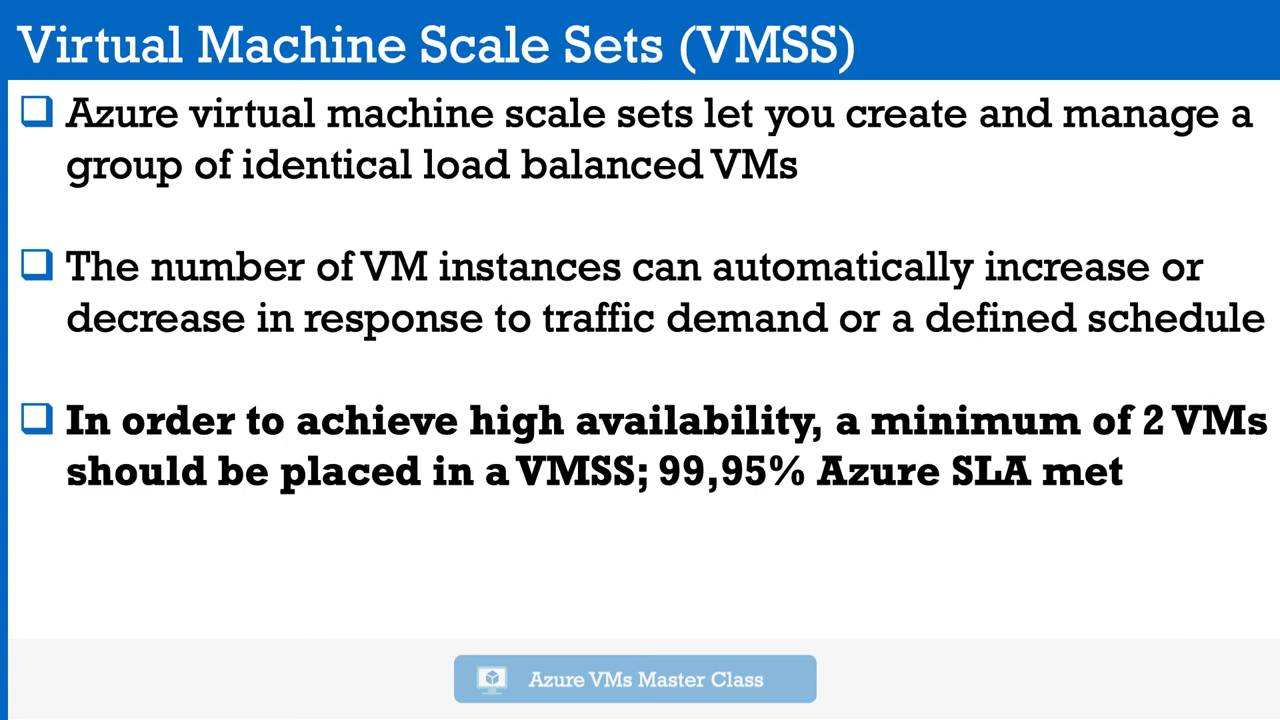 Virtual Machine Scale Sets (VMSS)
Azure virtual machine scale sets let you create and manage a
group of identical load balanced VMs
The number of VM instances can automatically increase or
decrease in response to traffic demand or a defined schedule
In order to achieve high availability, a minimum of 2 VMs
should be placed in a VMSS; 99,95% Azure SLA met
Azure VMs Master Class